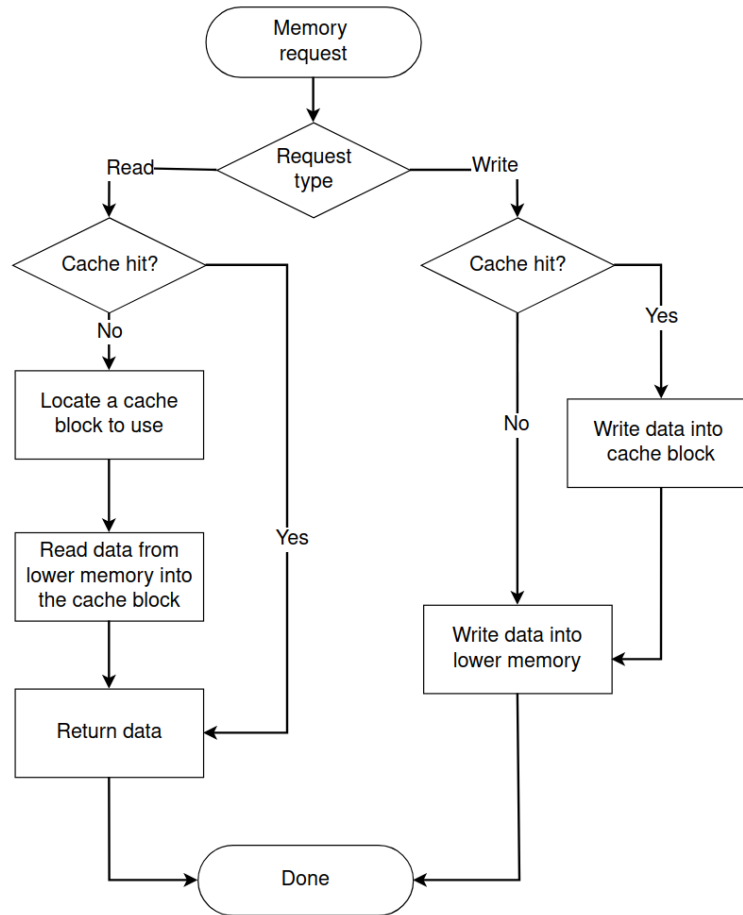 Memory
request
Request
type
Read
Write
Cache hit?
Cache hit?
No
Yes
Locate a cache
block to use
No
Write data into
cache block
Yes
Read data from
lower memory into
the cache block
Write data into
lower memory
Return data
Done